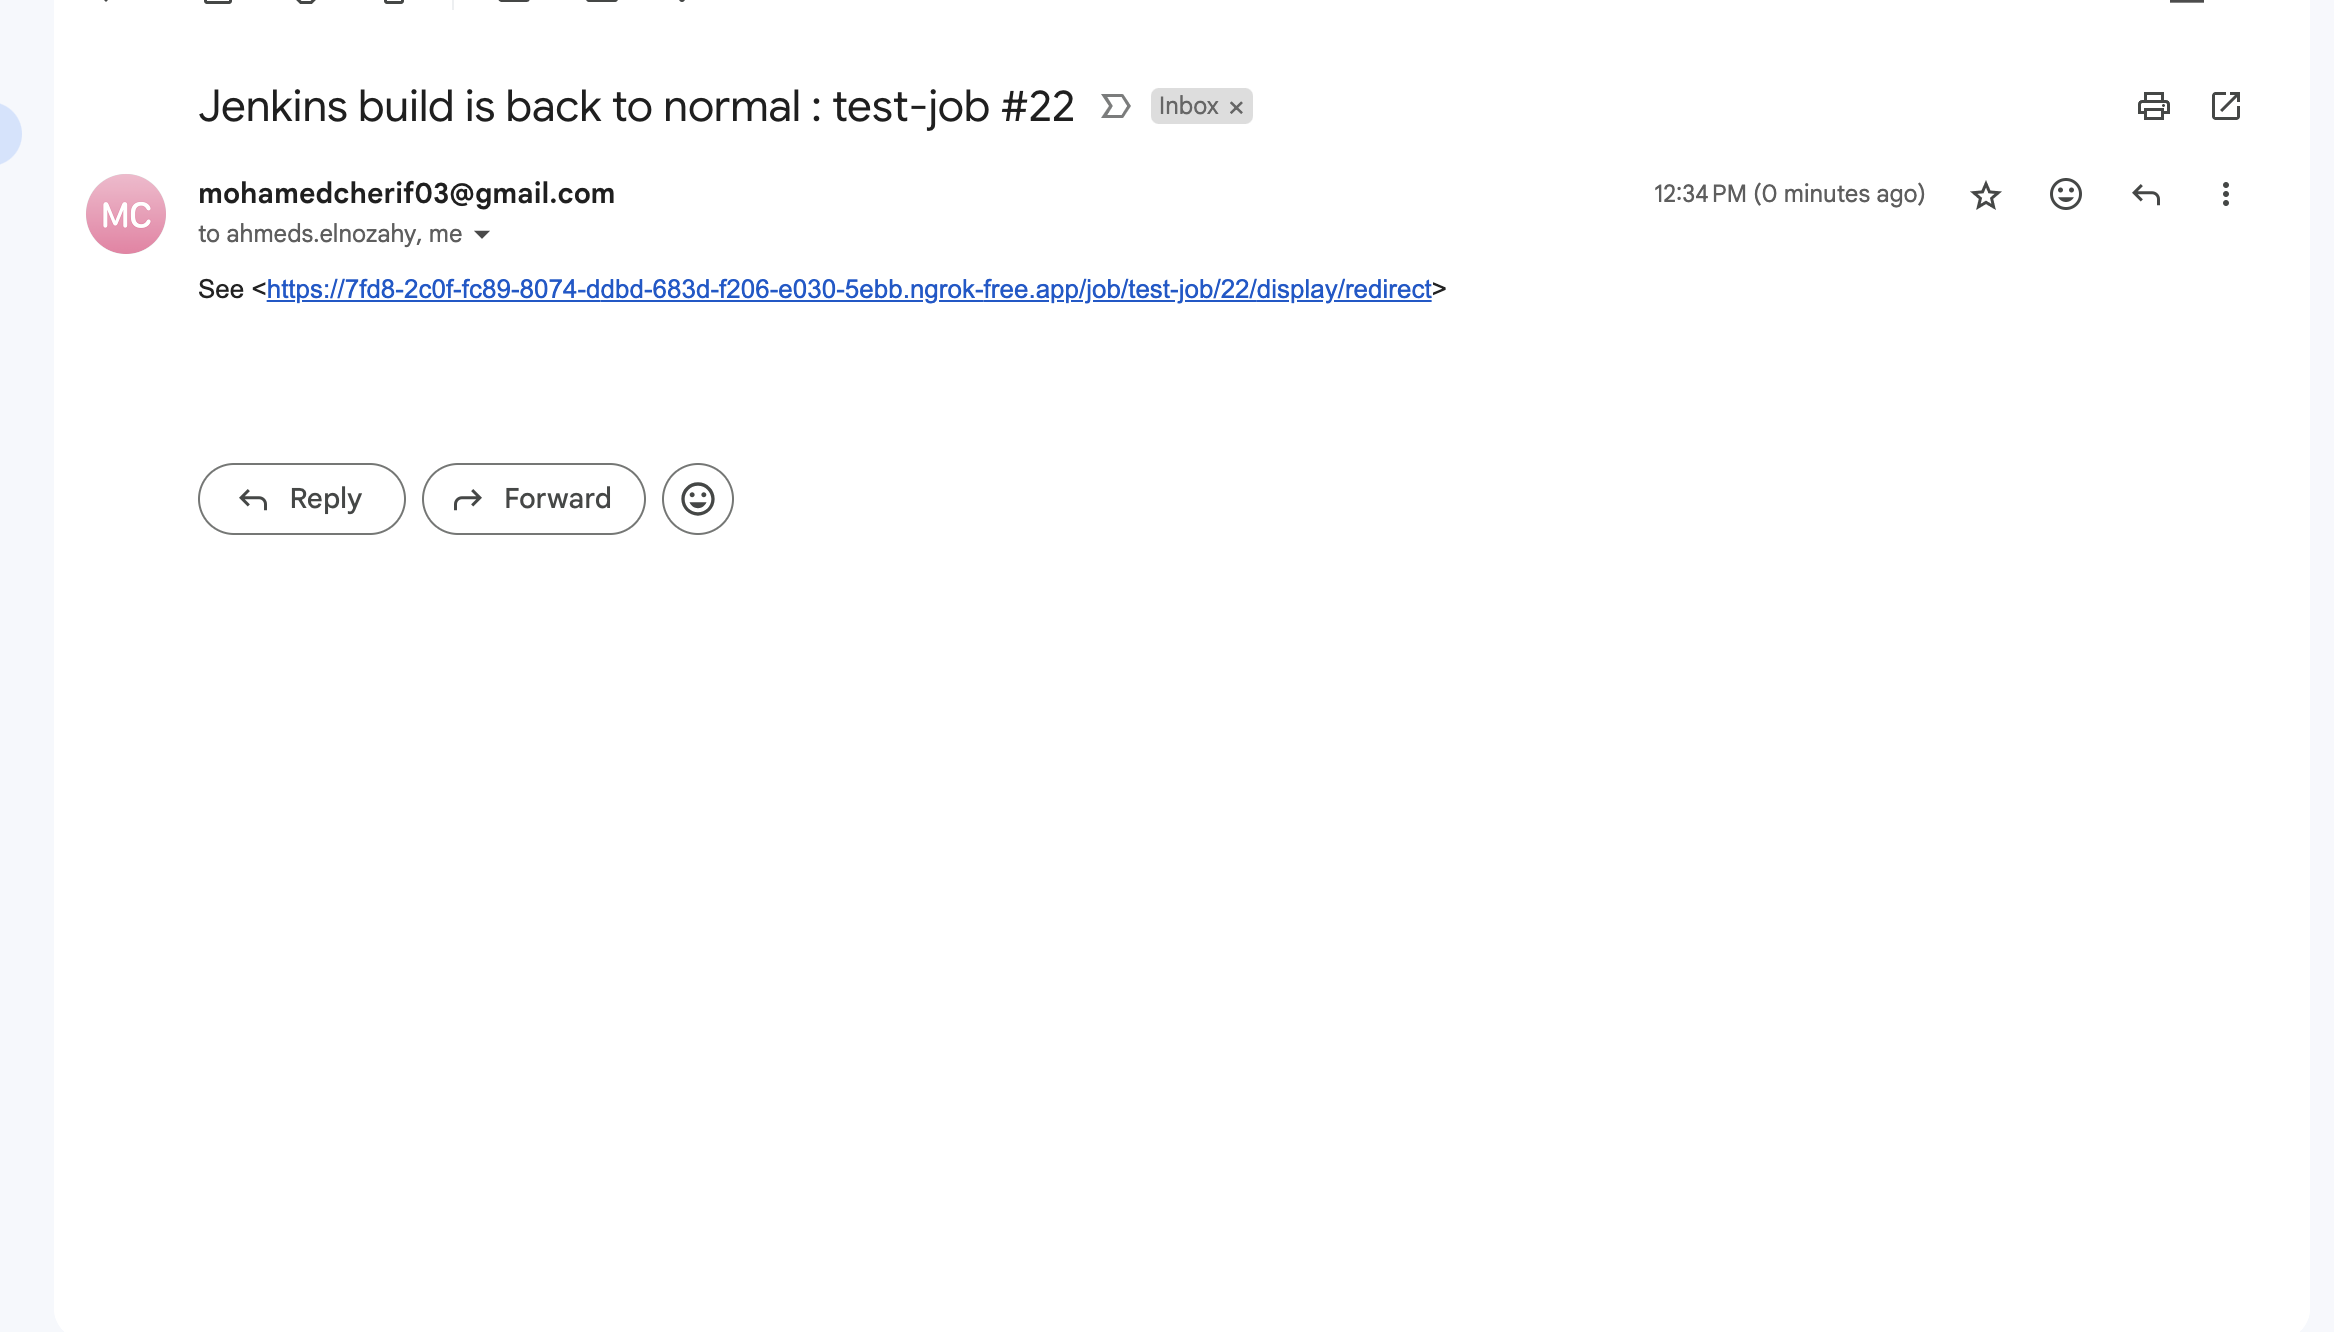 Jenkins build is back to normal : test-job #22 Inbox ×
MC
mohamedcherif03@gmail.com 12:34 PM (0 minutes ago)
to ahmeds.elnozahy, me
See <https://7fd8-2c0f-fc89-8074-ddbd-683d-f206-e030-5ebb.ngrok-free.app/job/test-job/22/display/redirect>
Reply Forward